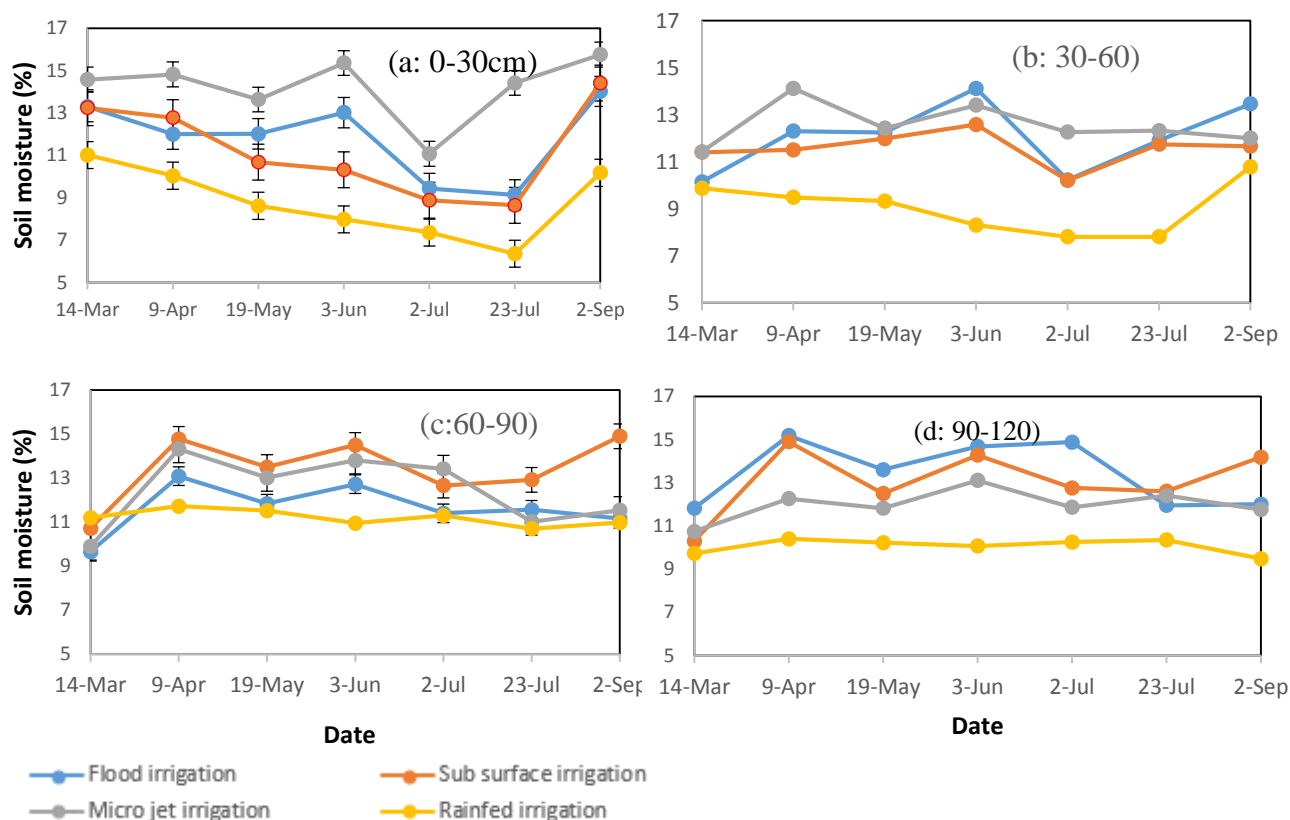 17
15
13
11
9
7
5
Soil moisture (%)
(a: 0-30cm)
14-Mar 9-Apr 19-May 3-Jun 2-Jul 23-Jul 2-Sep
17
15
13
11
9
7
5
(b: 30-60)
14-Mar 9-Apr 19-May 3-Jun 2-Jul 23-Jul 2-Sep
17
15
13
11
9
7
5
Soil moisture (%)
(c:60-90)
14-Mar 9-Apr 19-May 3-Jun 2-Jul 23-Jul 2-Sep
Date
17
15
13
11
9
7
5
(d: 90-120)
14-Mar 9-Apr 19-May 3-Jun 2-Jul 23-Jul 2-Sep
Date
Flood irrigation
Sub surface irrigation
Micro jet irrigation
Rainfed irrigation